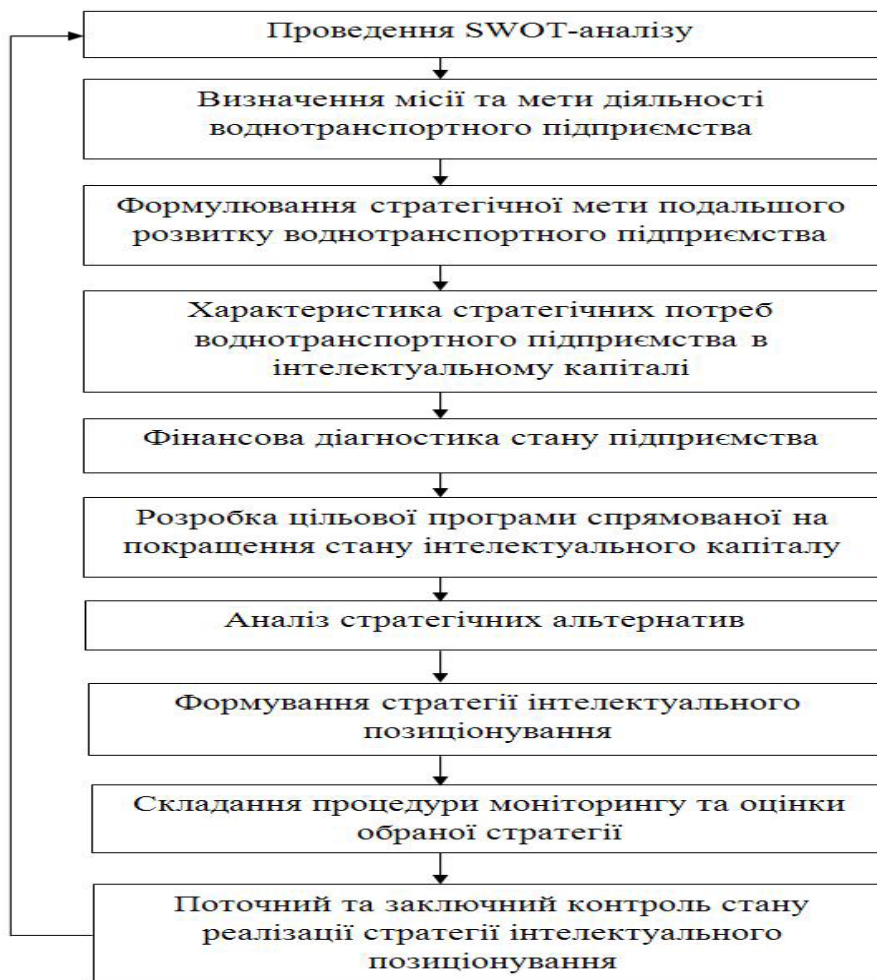 Проведення SWOT-аналізу
Визначення місії та мети діяльності
воднотранспортного підприємства
Формулювання стратегічної мети подальшого
розвитку воднотранспортного підприємства
Характеристика стратегічних потреб
воднотранспортного підприємства в
інтелектуальному капіталі
Фінансова діагностика стану підприємства
Розробка цільової програми спрямованої на
покращення стану інтелектуального капіталу
Аналіз стратегічних альтернатив
Формування стратегії інтелектуального
позиціонування
Складання процедури моніторингу та оцінки
обраної стратегії
Поточний та заключний контроль стану
реалізації стратегії інтелектуального
позиціонування